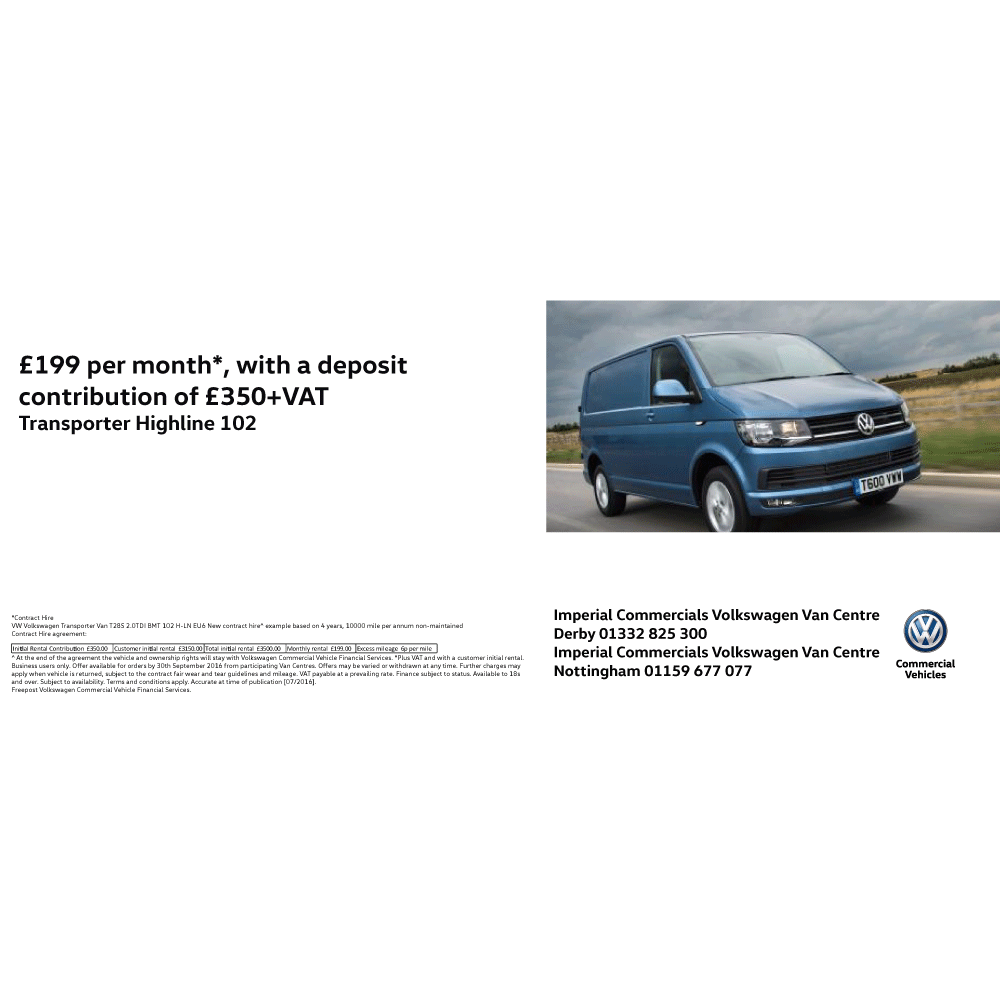 £199 per month*, with a deposit
contribution of £350+VAT
Transporter Highline 102
T600 VWW
*Contract Hire
VW Volkswagen Transporter Van T28S 2.0TDI BMT 102 H-LN EU6 New contract hire^ example based on 4 years, 10000 mile per annum non-maintained
Contract Hire agreement:
Initial Rental Contribution £350.00 Customer initial rental £3150.00 Total initial rental £3500.00 Monthly rental £199.00 Excess mileage 6p per mile
^ At the end of the agreement the vehicle and ownership rights will stay with Volkswagen Commercial Vehicle Financial Services. *Plus VAT and with a customer initial rental.
Business users only. Offer available for orders by 30th September 2016 from participating Van Centres. Offers may be varied or withdrawn at any time. Further charges may
apply when vehicle is returned, subject to the contract fair wear and tear guidelines and mileage. VAT payable at a prevailing rate. Finance subject to status. Available to 18s
and over. Subject to availability. Terms and conditions apply. Accurate at time of publication [07/2016].
Freepost Volkswagen Commercial Vehicle Financial Services.
Imperial Commercials Volkswagen Van Centre
Derby 01332 825 300
Imperial Commercials Volkswagen Van Centre
Nottingham 01159 677 077
Commercial
Vehicles